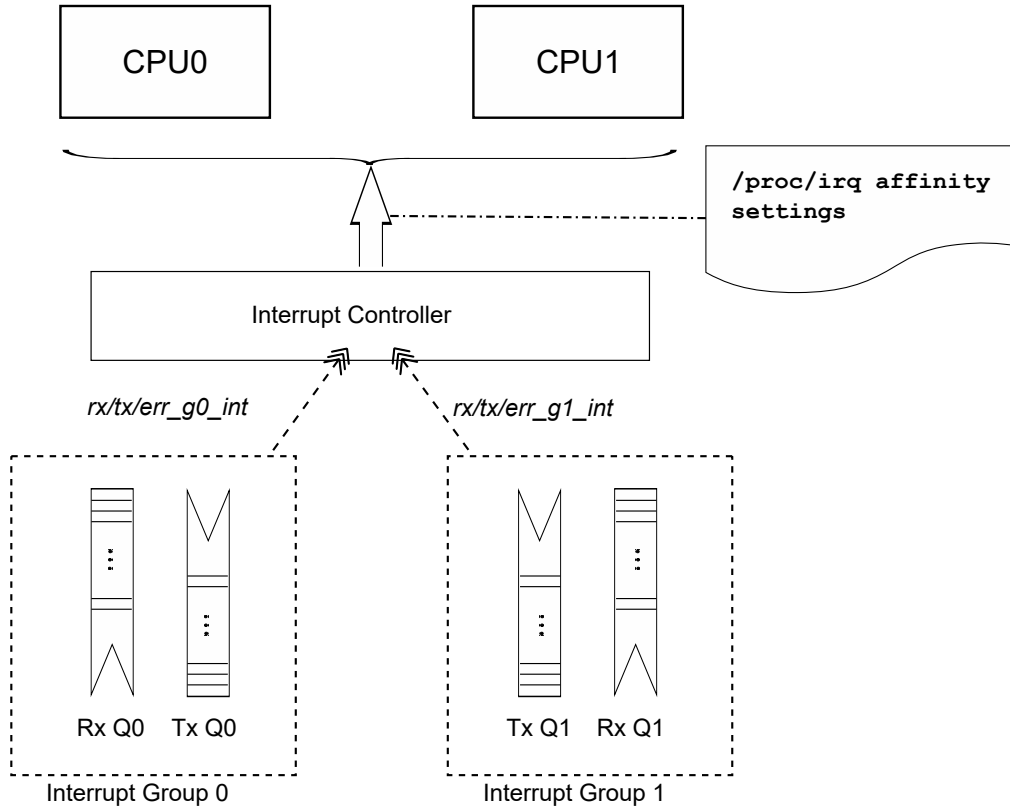 CPU0
CPU1
/proc/irq affinity
settings
Interrupt Controller
rx/tx/err_g0_int
rx/tx/err_g1_int
Rx Q0
Tx Q0
Tx Q1
Rx Q1
Interrupt Group 0
Interrupt Group 1